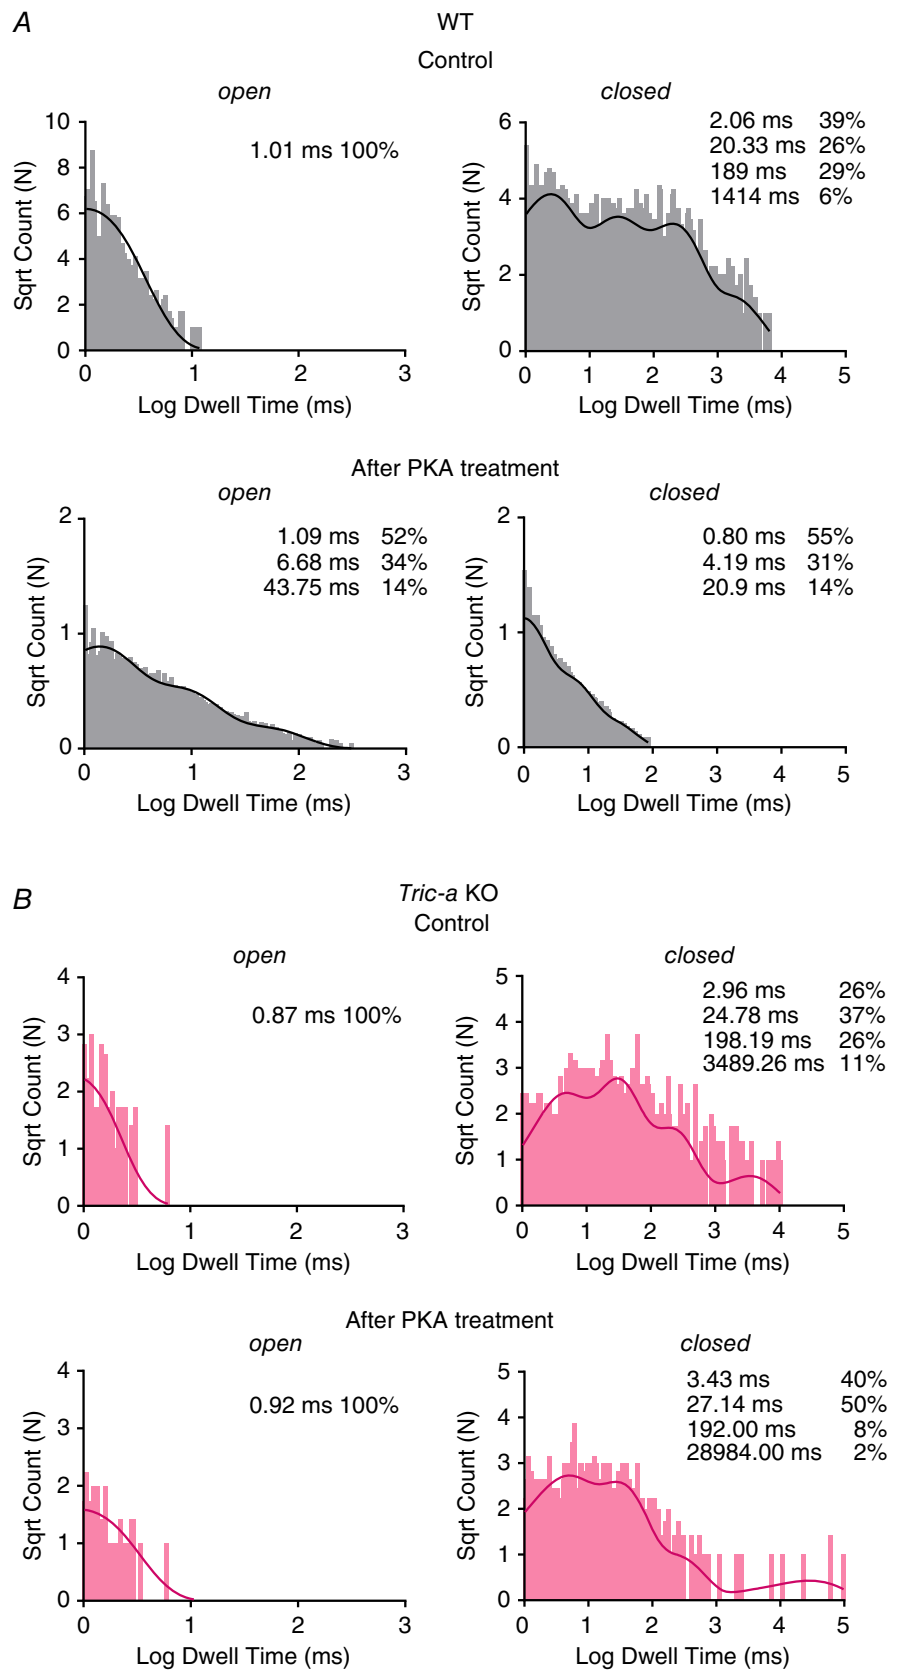 A
WT
Control
open
closed
1.01 ms 100%
2.06 ms 39%
20.33 ms 26%
189 ms 29%
1414 ms 6%
Sqrt Count (N)
10
8
6
4
2
0
0 1 2 3
Log Dwell Time (ms)
Sqrt Count (N)
6
4
2
0
0 1 2 3 4 5
Log Dwell Time (ms)
After PKA treatment
open
closed
1.09 ms 52%
6.68 ms 34%
43.75 ms 14%
0.80 ms 55%
4.19 ms 31%
20.9 ms 14%
Sqrt Count (N)
2
1
0
0 1 2 3
Log Dwell Time (ms)
Sqrt Count (N)
2
1
0
0 1 2 3 4 5
Log Dwell Time (ms)
B
Tric-a KO
Control
open
closed
0.87 ms 100%
2.96 ms 26%
24.78 ms 37%
198.19 ms 26%
3489.26 ms 11%
Sqrt Count (N)
4
3
2
1
0
0 1 2 3
Log Dwell Time (ms)
Sqrt Count (N)
5
4
3
2
1
0
0 1 2 3 4 5
Log Dwell Time (ms)
After PKA treatment
open
closed
0.92 ms 100%
3.43 ms 40%
27.14 ms 50%
192.00 ms 8%
28984.00 ms 2%
Sqrt Count (N)
4
3
2
1
0
0 1 2 3
Log Dwell Time (ms)
Sqrt Count (N)
5
4
3
2
1
0
0 1 2 3 4 5
Log Dwell Time (ms)